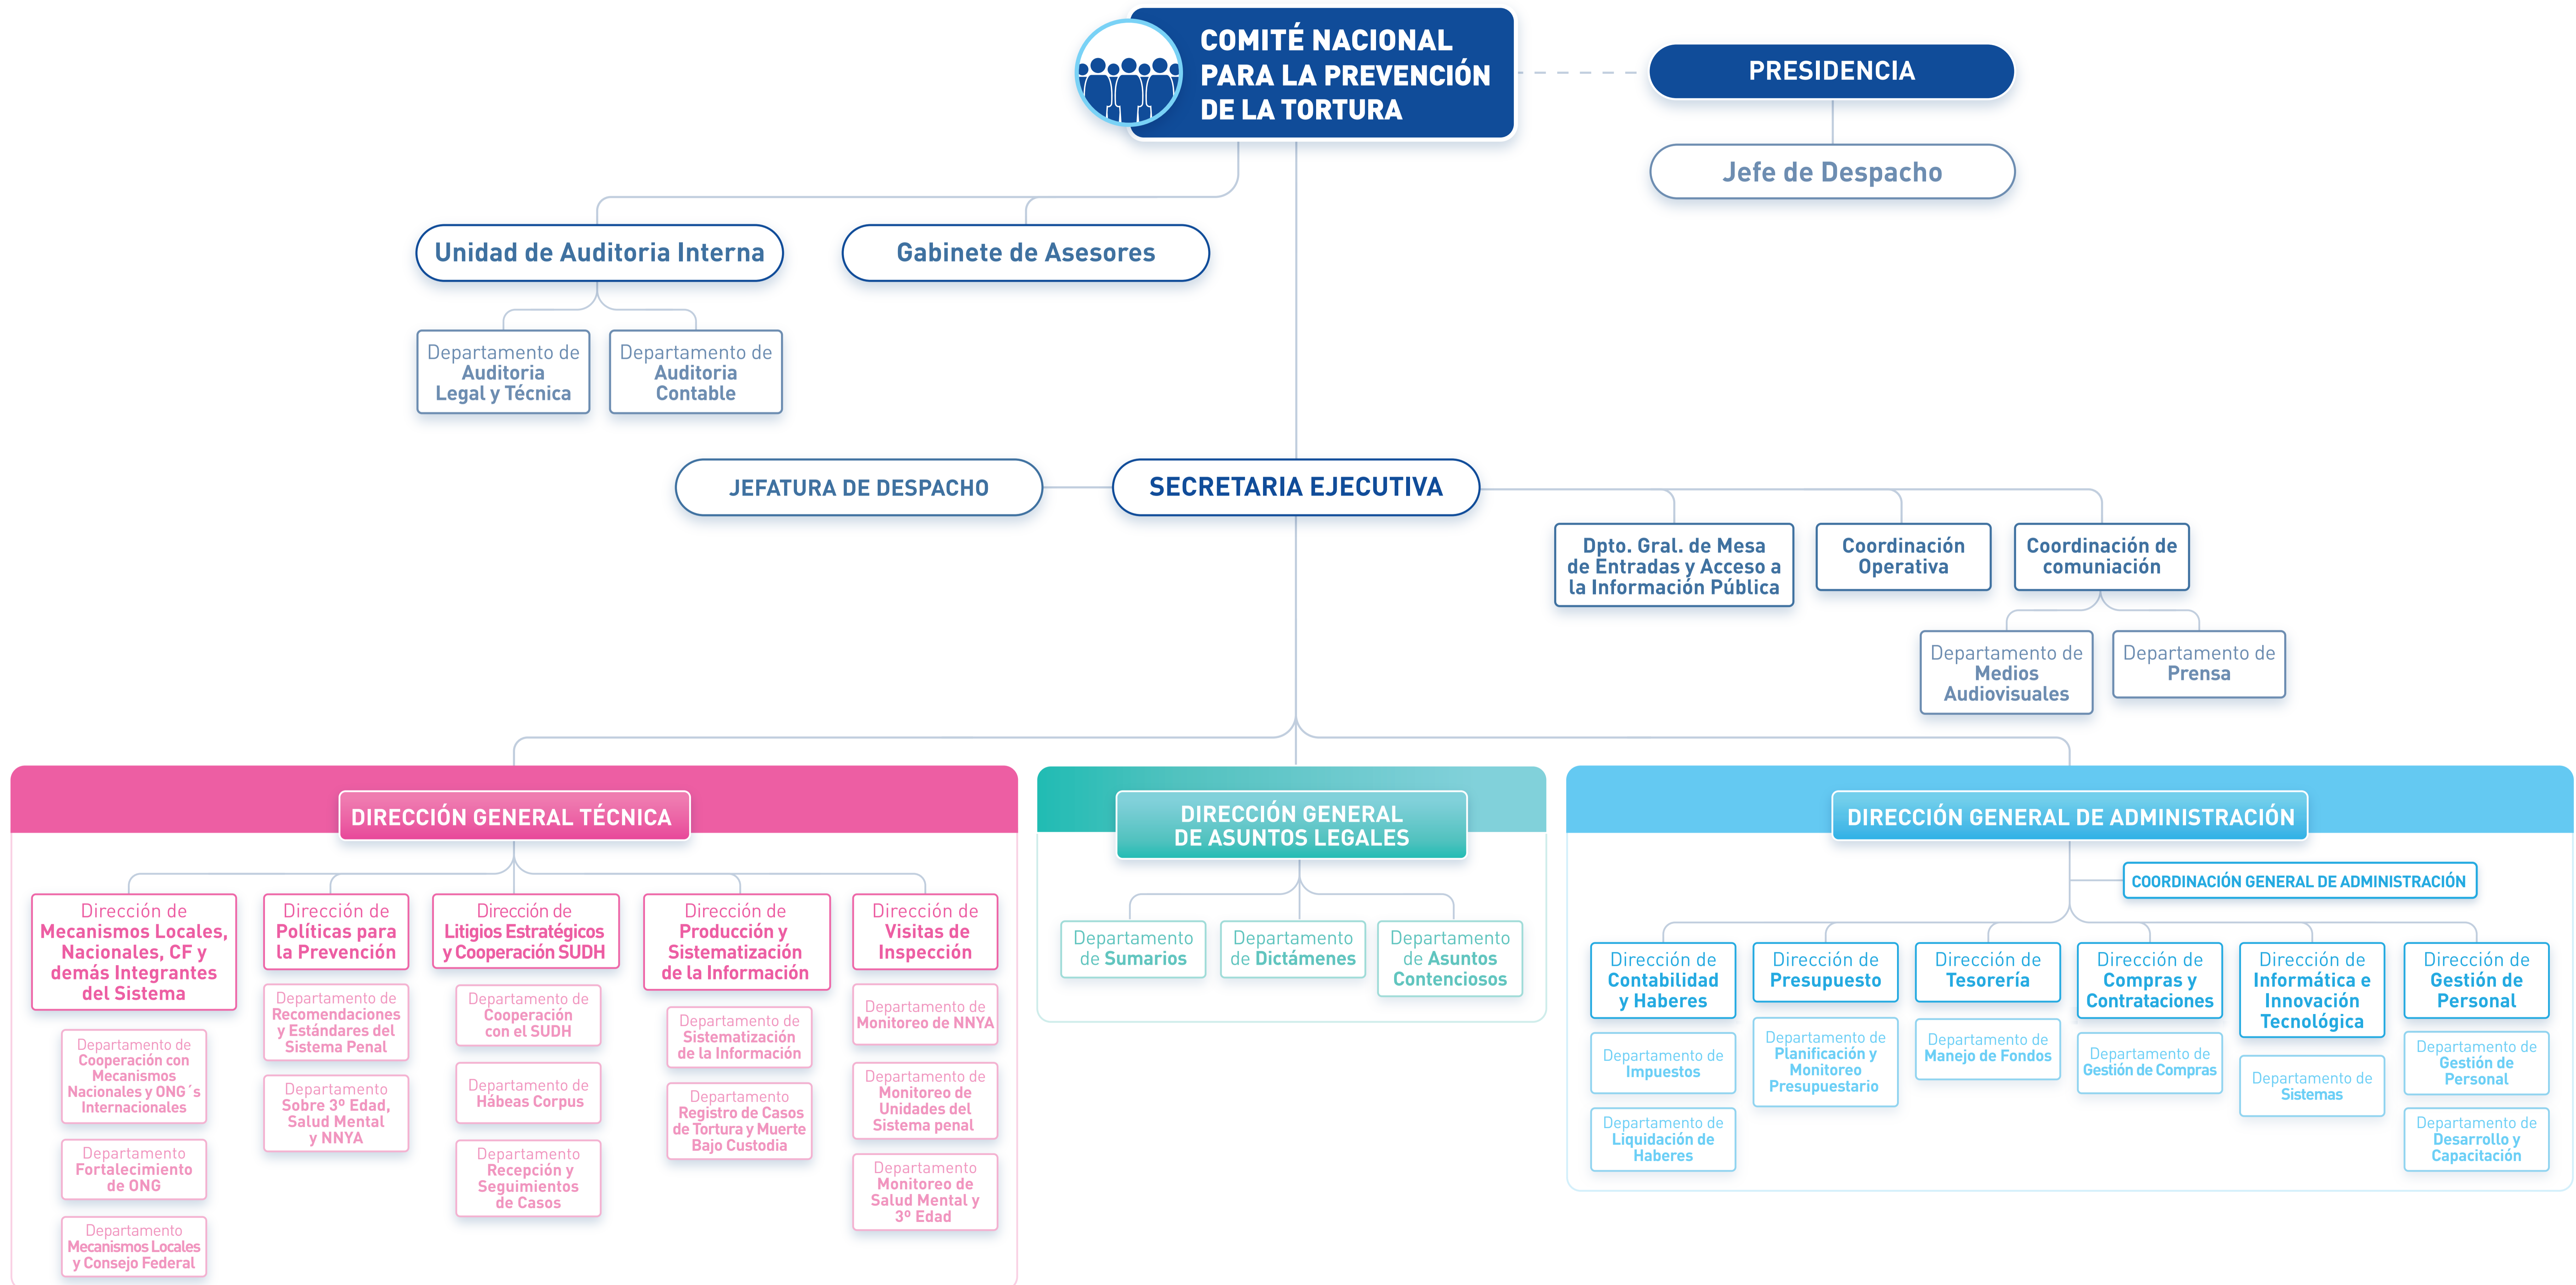 COMITÉ NACIONAL
PARA LA PREVENCIÓN
DE LA TORTURA
PRESIDENCIA
Jefe de Despacho
Unidad de Auditoria Interna
Gabinete de Asesores
Departamento de
Auditoria
Legal y Técnica
Departamento de
Auditoria
Contable
JEFATURA DE DESPACHO
SECRETARIA EJECUTIVA
Dpto. Gral. de Mesa
de Entradas y Acceso a
la Información Pública
Coordinación
Operativa
Coordinación de
comuniación
Departamento de
Medios
Audiovisuales
Departamento de
Prensa
DIRECCIÓN GENERAL TÉCNICA
Dirección de
Mecanismos Locales,
Nacionales, CF y
demás Integrantes
del Sistema
Departamento de
Cooperación con
Mecanismos
Nacionales y ONG´s
Internacionales
Departamento
Fortalecimiento
de ONG
Departamento
Mecanismos Locales
y Consejo Federal
Dirección de
Políticas para
la Prevención
Departamento de
Recomendaciones
y Estándares del
Sistema Penal
Departamento
Sobre 3º Edad,
Salud Mental
y NNYA
Dirección de
Litigios Estratégicos
y Cooperación SUDH
Departamento de
Cooperación
con el SUDH
Departamento de
Hábeas Corpus
Departamento
Recepción y
Seguimientos
de Casos
Dirección de
Producción y
Sistematización
de la Información
Departamento de
Sistematización
de la Información
Departamento
Registro de Casos
de Tortura y Muerte
Bajo Custodia
Dirección de
Visitas de
Inspección
Departamento de
Monitoreo de NNYA
Departamento de
Monitoreo de
Unidades del
Sistema penal
Departamento
Monitoreo de
Salud Mental y
3º Edad
DIRECCIÓN GENERAL
DE ASUNTOS LEGALES
Departamento
de Sumarios
Departamento
de Dictámenes
Departamento
de Asuntos
Contenciosos
DIRECCIÓN GENERAL DE ADMINISTRACIÓN
COORDINACIÓN GENERAL DE ADMINISTRACIÓN
Dirección de
Contabilidad
y Haberes
Departamento de
Impuestos
Departamento de
Liquidación de
Haberes
Dirección de
Presupuesto
Departamento de
Planificación y
Monitoreo
Presupuestario
Dirección de
Tesorería
Departamento de
Manejo de Fondos
Dirección de
Compras y
Contrataciones
Departamento de
Gestión de Compras
Dirección de
Informática e
Innovación
Tecnológica
Departamento de
Sistemas
Dirección de
Gestión de
Personal
Departamento de
Gestión de
Personal
Departamento de
Desarrollo y
Capacitación